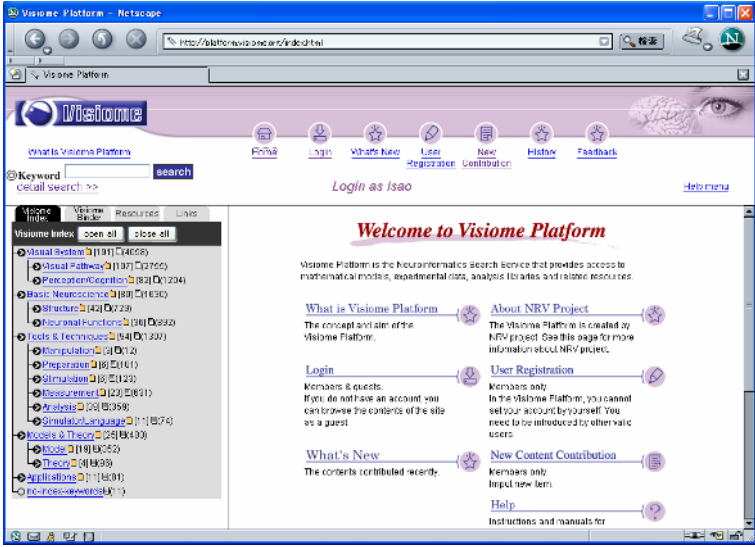 Visiome Platform - Netscape
http://platform.visiome.org/index.html
検索
Visiome Platform
Visiome
Home
Login
What's New
User Registration
New Contribution
History
Feedback
What is Visiome Platform
Keyword
search
detail search >>
Login as isao
Help menu
Visiome Index
Visiome Binder
Resources
Links
Visiome Index
open all
close all
Visual System
Visual Pathway
Perception/Cognition
Basic Neuroscience
Structure
Neuronal Functions
Tools & Techniques
Manipulation
Preparation
Stimulation
Measurement
Analysis
Simulator/Language
Models & Theory
Model
Theory
Applications
no-index-keywords
Welcome to Visiome Platform
Visiome Platform is the Neuroinformatics Search Service that provides access to
mathematical models, experimental data, analysis libraries and related resources.
What is Visiome Platform
The concept and aim of the
Visiome Platform.
About NRV Project
The Visiome Platform is created by
NRV project. See this page for more
information about NRV project.
Login
Members & guests.
If you do not have an account, you
can browse the contents of the site
as a guest
User Registration
Members only.
In the Visiome Platform, you cannot
set your account by yourself. You
need to be introduced by other valid
users
What's New
The contents contributed recently.
New Content Contribution
Members only.
Imput new item.
Help
Instructions and manuals for